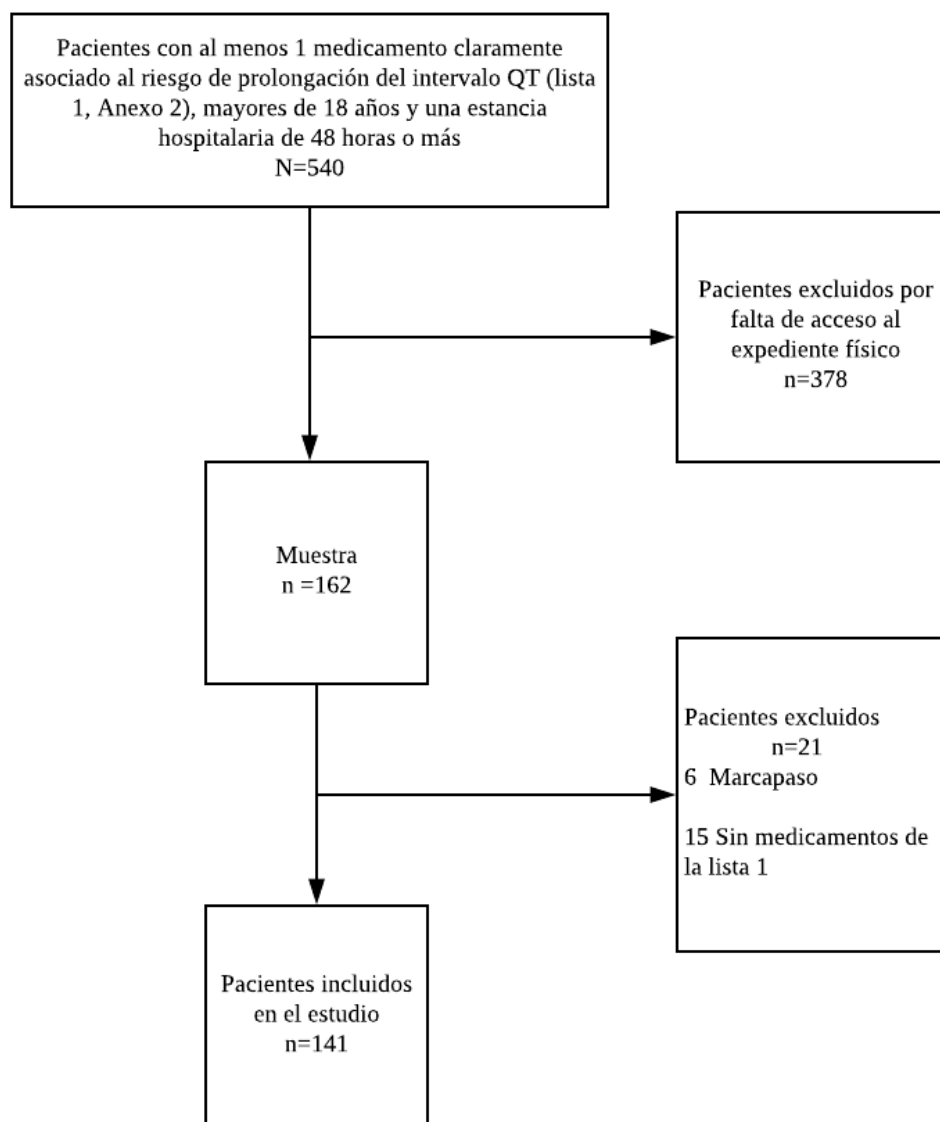 Pacientes con al menos 1 medicamento claramente
asociado al riesgo de prolongación del intervalo QT (lista
1, Anexo 2), mayores de 18 años y una estancia
hospitalaria de 48 horas o más
N=540
Pacientes excluidos por
falta de acceso al
expediente físico
n=378
Muestra
n =162
Pacientes excluidos
n=21
6 Marcapaso
15 Sin medicamentos de
la lista 1
Pacientes incluidos
en el estudio
n=141